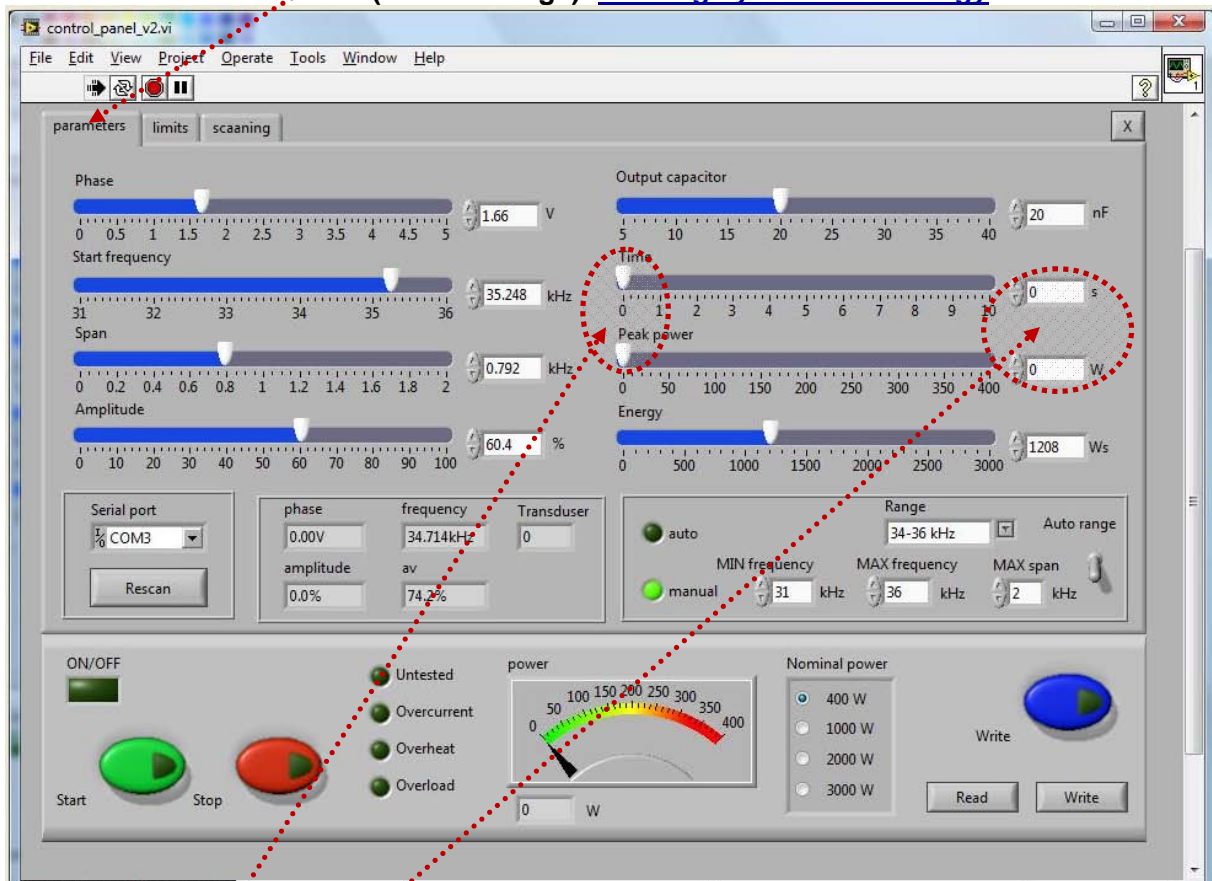 control_panel_v2.vi
File Edit View Project Operate Tools Window Help
1
parameters limits scaaning X
Phase
0 0.5 1 1.5 2 2.5 3 3.5 4 4.5 5
1.66 V
Output capacitor
5 10 15 20 25 30 35 40
20 nF
Start frequency
31 32 33 34 35 36
35.248 kHz
Time
0 1 2 3 4 5 6 7 8 9 10
0 s
Span
0 0.2 0.4 0.6 0.8 1 1.2 1.4 1.6 1.8 2
0.792 kHz
Peak power
0 50 100 150 200 250 300 350 400
0 W
Amplitude
0 10 20 30 40 50 60 70 80 90 100
60.4 %
Energy
0 500 1000 1500 2000 2500 3000
1208 Ws
Serial port
COM3
Rescan
phase frequency Transduser
0.00V 34.714kHz 0
amplitude av
0.0% 74.2%
auto
Range
34-36 kHz
Auto range
MIN frequency MAX frequency MAX span
manual 31 kHz 36 kHz 2 kHz
ON/OFF
Start Stop
Untested
Overcurrent
Overheat
Overload
power
0 50 100 150 200 250 300 350 400
0 W
Nominal power
400 W
1000 W
2000 W
3000 W
Write
Read Write